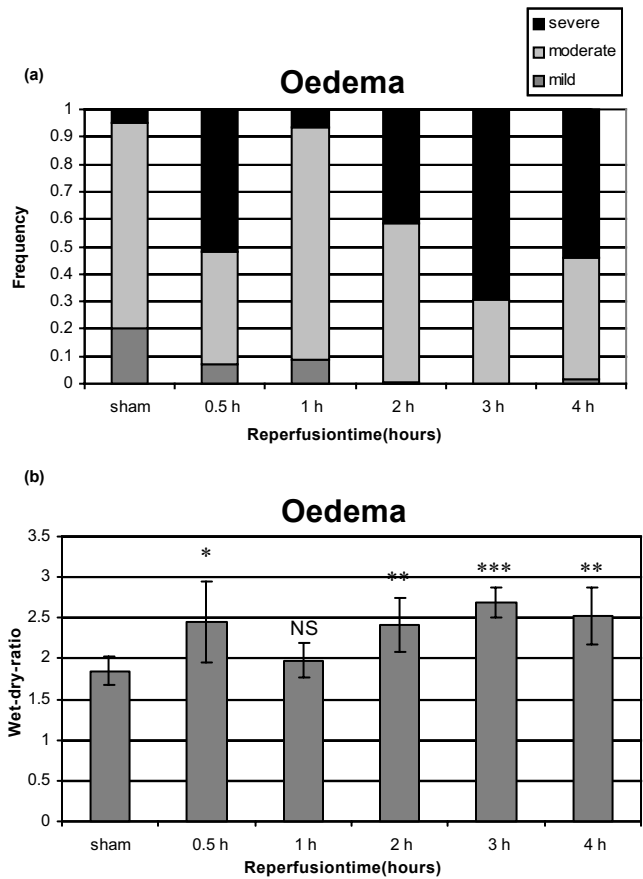 severe
moderate
mild
(a)
Oedema
1
0.9
0.8
0.7
0.6
0.5
0.4
0.3
0.2
0.1
0
Frequency
sham 0.5 h 1 h 2 h 3 h 4 h
Reperfusiontime(hours)
(b)
Oedema
3.5
3
2.5
2
1.5
1
0.5
0
Wet-dry-ratio
* NS ** *** **
sham 0.5 h 1 h 2 h 3 h 4 h
Reperfusiontime(hours)